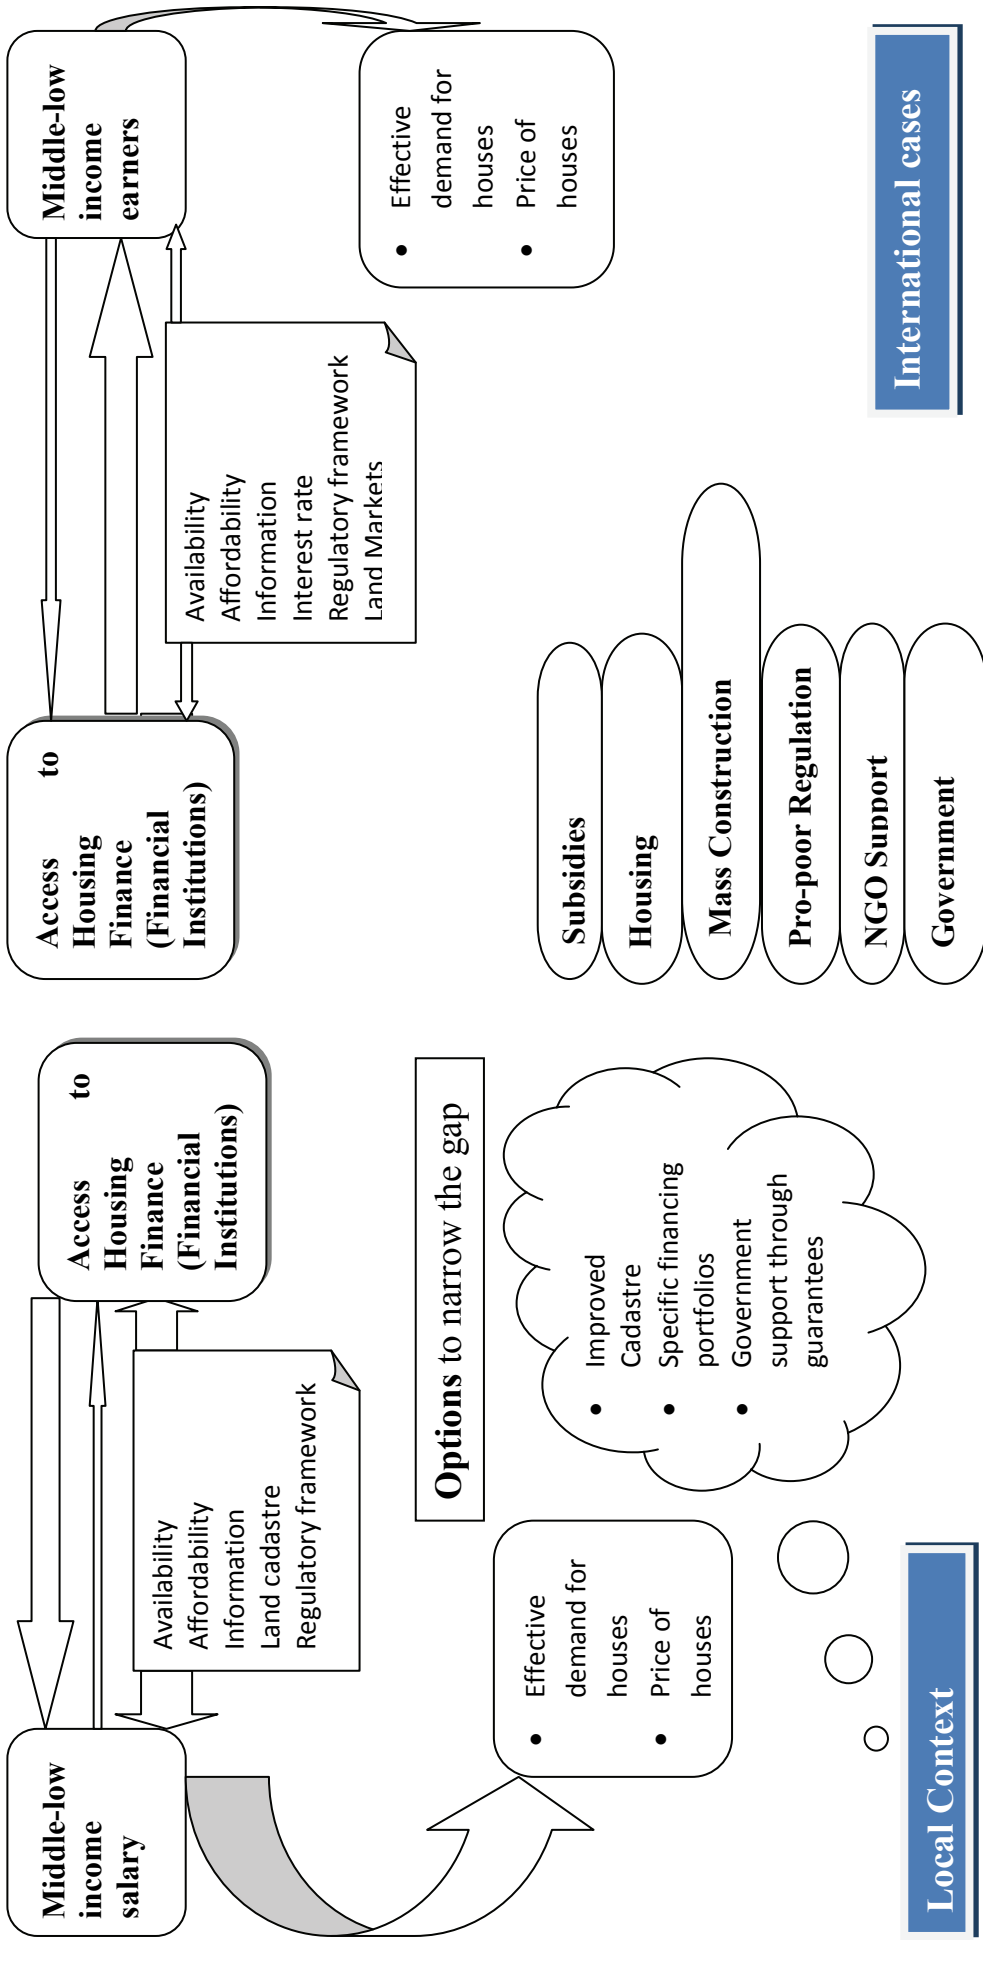 Middle-low
income
salary
Availability
Affordability
Information
Land cadastre
Regulatory framework
Access to
Housing
Finance
(Financial
Institutions)
• Effective
demand for
houses
• Price of
houses
Options to narrow the gap
• Improved
Cadastre
• Specific financing
portfolios
• Government
support through
guarantees
Local Context
Access to
Housing
Finance
(Financial
Institutions)
Availability
Affordability
Information
Interest rate
Regulatory framework
Land Markets
Middle-low
income
earners
• Effective
demand for
houses
• Price of
houses
Subsidies
Housing
Mass Construction
Pro-poor Regulation
NGO Support
Government
International cases